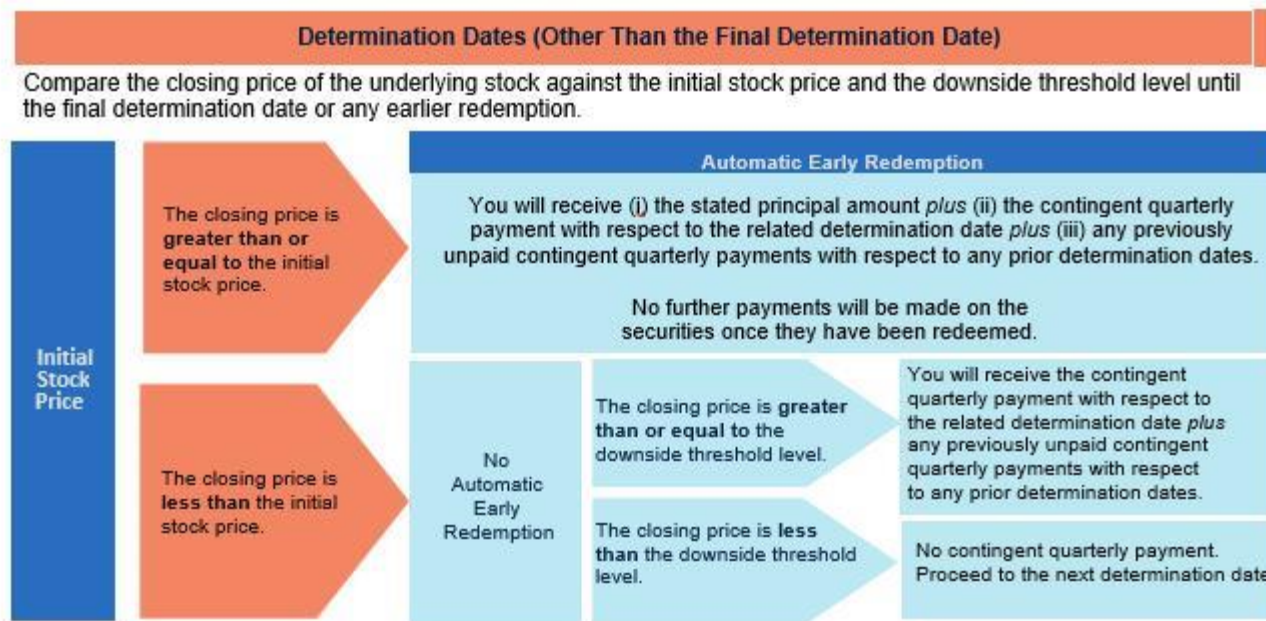 Determination Dates (Other Than the Final Determination Date)
Compare the closing price of the underlying stock against the initial stock price and the downside threshold level until
the final determination date or any earlier redemption.
Initial
Stock
Price
The closing price is
greater than or
equal to the initial
stock price.
Automatic Early Redemption
You will receive (i) the stated principal amount plus (ii) the contingent quarterly
payment with respect to the related determination date plus (iii) any previously
unpaid contingent quarterly payments with respect to any prior determination dates.
No further payments will be made on the
securities once they have been redeemed.
The closing price is
less than the initial
stock price.
No
Automatic
Early
Redemption
The closing price is greater
than or equal to the
downside threshold level.
You will receive the contingent
quarterly payment with respect to
the related determination date plus
any previously unpaid contingent
quarterly payments with respect
to any prior determination dates.
The closing price is less
than the downside threshold
level.
No contingent quarterly payment.
Proceed to the next determination date